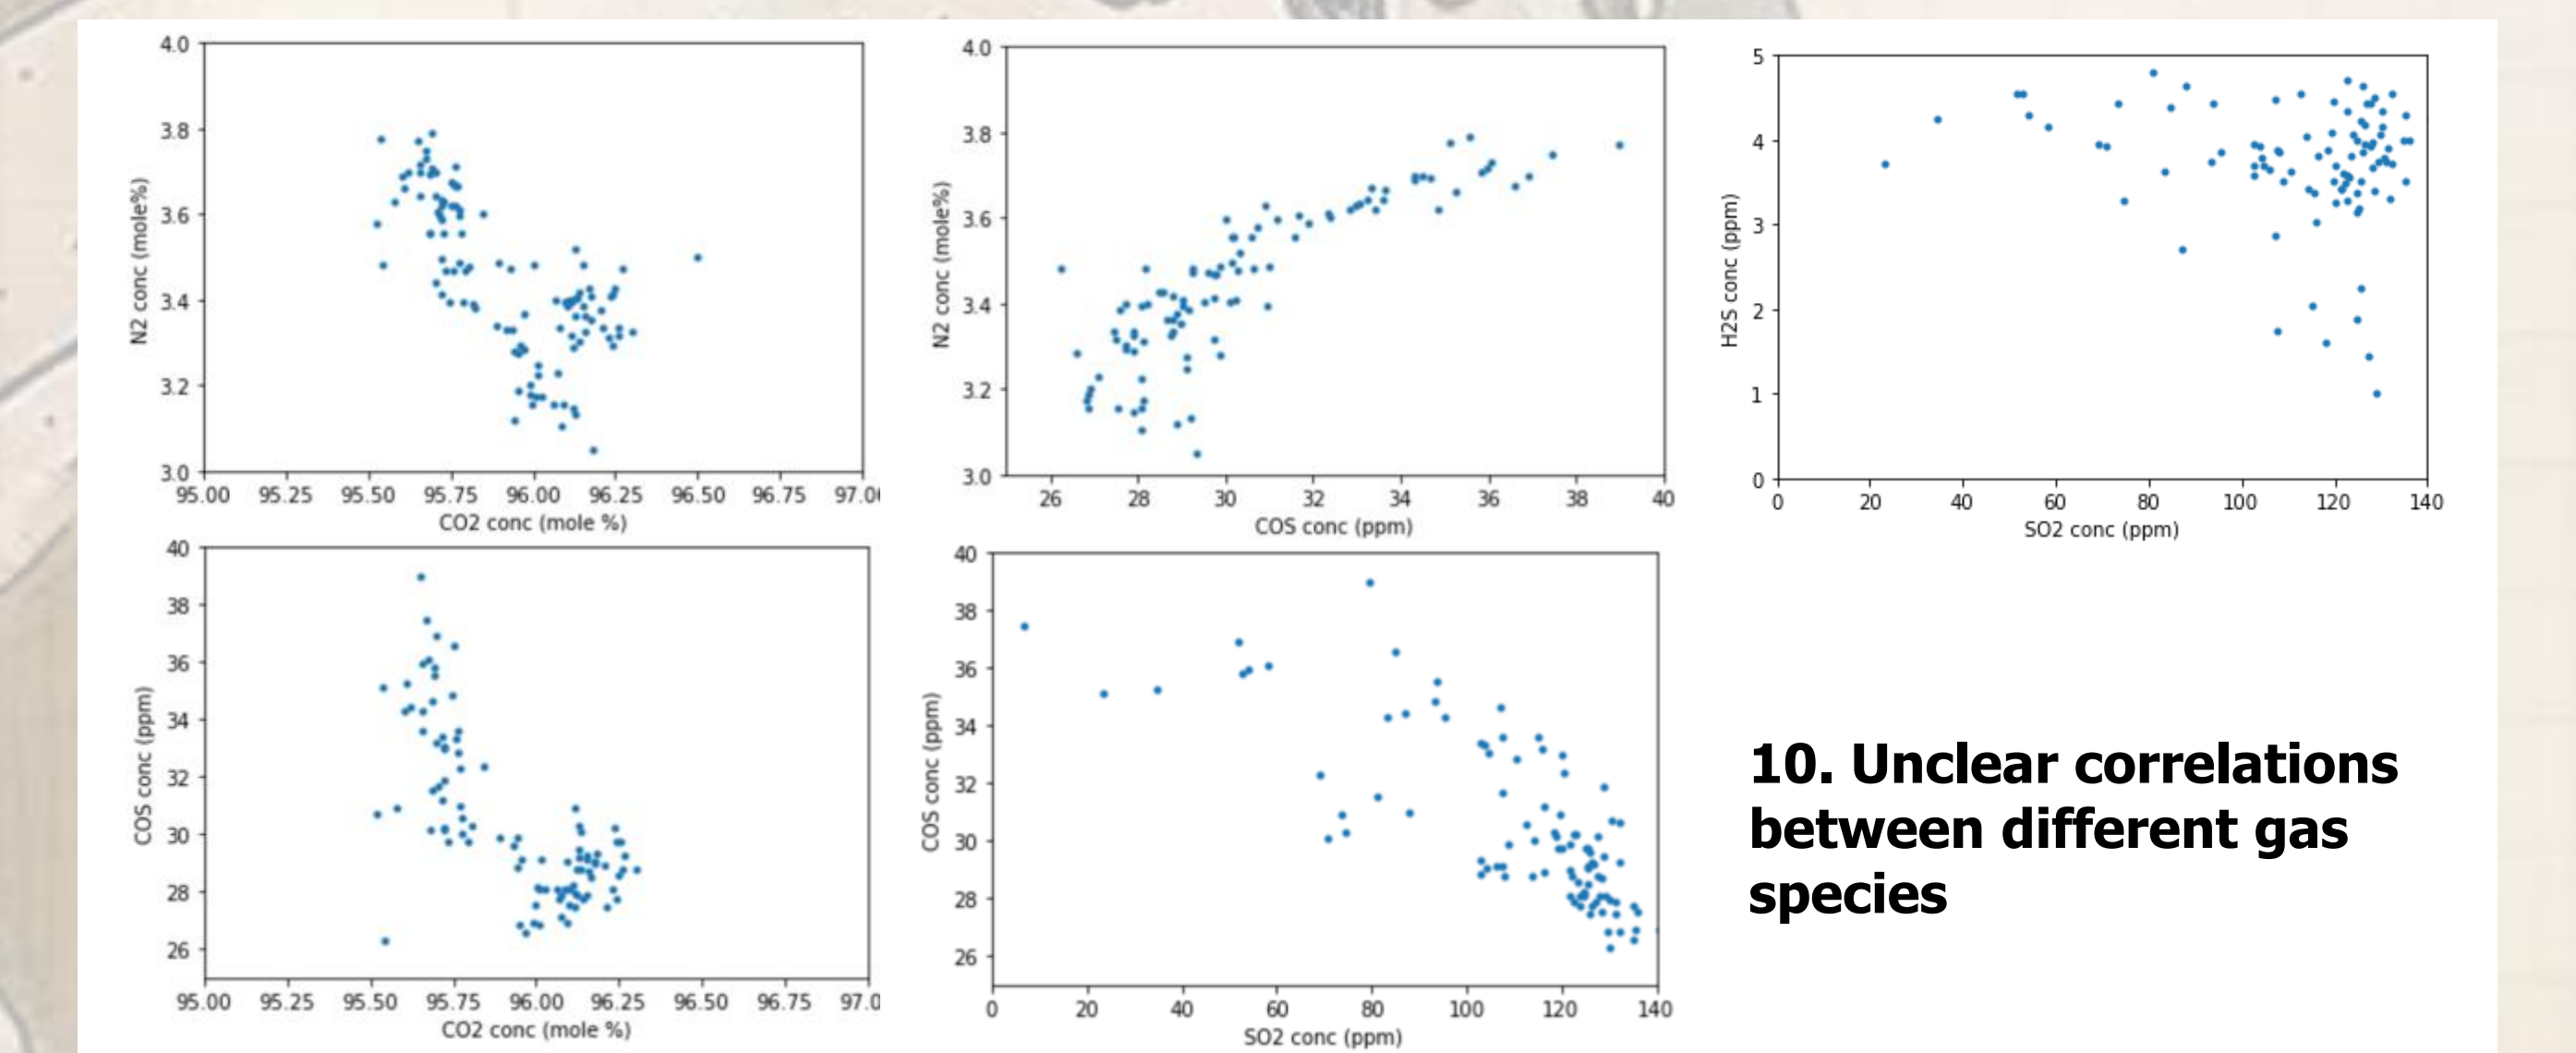 4.0
3.8
3.6
3.4
3.2
3.0
N2 conc (mole%)
95.00 95.25 95.50 95.75 96.00 96.25 96.50 96.75 97.0
CO2 conc (mole %)
4.0
3.8
3.6
3.4
3.2
3.0
N2 conc (mole%)
26 28 30 32 34 36 38 40
COS conc (ppm)
5
4
3
2
1
0
H2S conc (ppm)
0 20 40 60 80 100 120 140
SO2 conc (ppm)
40
38
36
34
32
30
28
26
COS conc (ppm)
95.00 95.25 95.50 95.75 96.00 96.25 96.50 96.75 97.0
CO2 conc (mole %)
40
38
36
34
32
30
28
26
COS conc (ppm)
0 20 40 60 80 100 120 140
SO2 conc (ppm)
10. Unclear correlations
between different gas
species